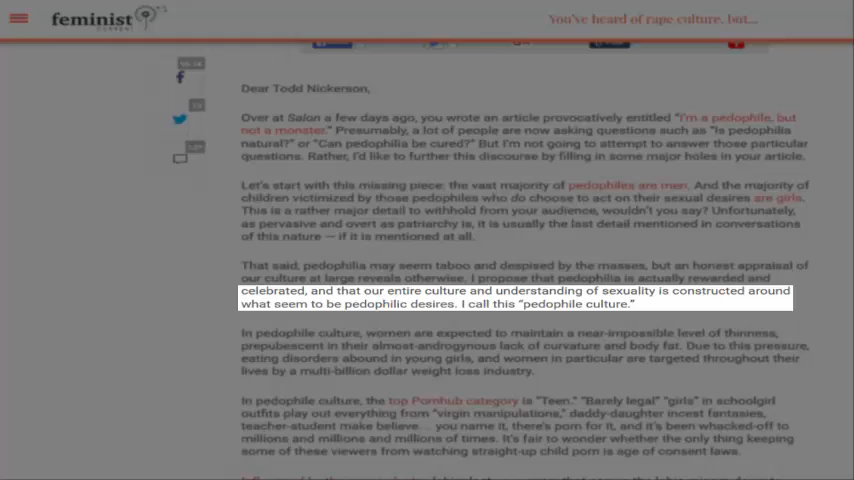 feminist
CURRENT
You've heard of rape culture, but...
Dear Todd Nickerson,
Over at Salon a few days ago, you wrote an article provocatively entitled "I'm a pedophile, but
not a monster." Presumably, a lot of people are now asking questions such as "Is pedophilia
natural?" or "Can pedophilia be cured?" But I'm not going to attempt to answer those particular
questions. Rather, I'd like to further this discourse by filling in some major holes in your article.
Let's start with this missing piece: the vast majority of pedophiles are men. And the majority of
children victimized by those pedophiles who do choose to act on their sexual desires are girls.
This is a rather major detail to withhold from your audience, wouldn't you say? Unfortunately,
as pervasive and overt as patriarchy is, it is usually the last detail mentioned in conversations
of this nature — if it is mentioned at all.
That said, pedophilia may seem taboo and despised by the masses, but an honest appraisal of
our culture at large reveals otherwise. I propose that pedophilia is actually rewarded and
celebrated, and that our entire culture and understanding of sexuality is constructed around
what seem to be pedophilic desires. I call this "pedophile culture."
In pedophile culture, women are expected to maintain a near-impossible level of thinness,
prepubescent in their almost-androgynous lack of curvature and body fat. Due to this pressure,
eating disorders abound in young girls, and women in particular are targeted throughout their
lives by a multi-billion dollar weight loss industry.
In pedophile culture, the top Pornhub category is "Teen." "Barely legal" "girls" in schoolgirl
outfits play out everything from "virgin manipulations," daddy-daughter incest fantasies,
teacher-student make believe... you name it, there's porn for it, and it's been whacked-off to
millions and millions and millions of times. It's fair to wonder whether the only thing keeping
some of these viewers from watching straight-up child porn is age of consent laws.